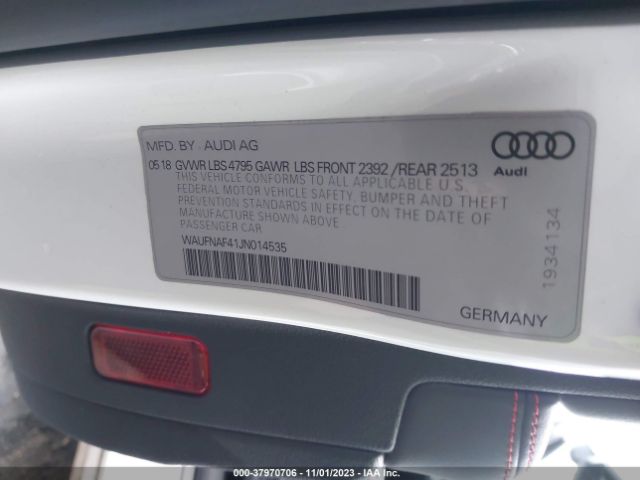 MFD. BY. AUDI AG
05 18 GVWR LBS 4795 GAWR LBS FRONT 2392 /REAR 2513
THIS VEHICLE CONFORMS TO ALL APPLICABLE U.S.
FEDERAL MOTOR VEHICLE SAFETY, BUMPER AND THEFT
PREVENTION STANDARDS IN EFFECT ON THE DATE OF
MANUFACTURE SHOWN ABOVE.
PASSENGER CAR
WAUFNAF41JN014535
Audi
1934134
GERMANY
000-37970706 - 11/01/2023 - IAA Inc.